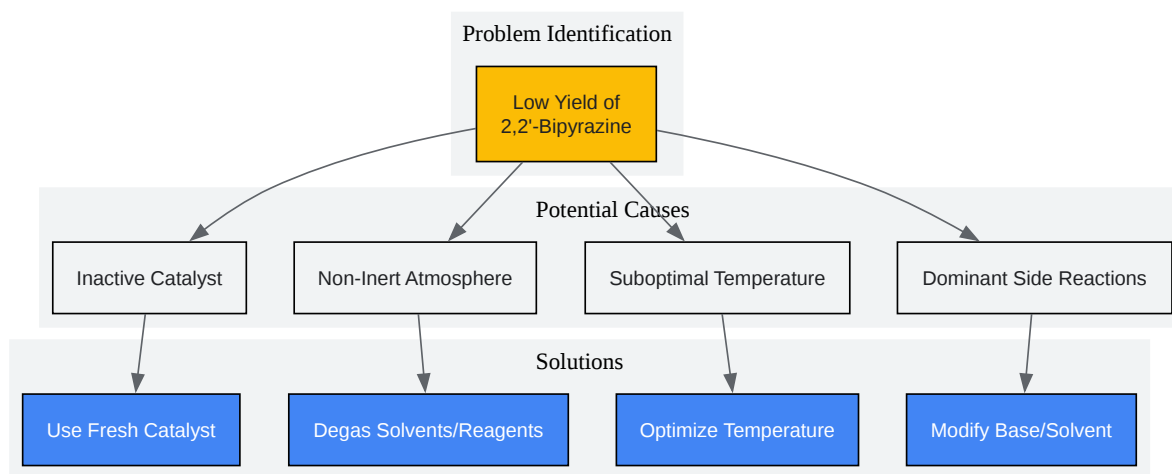 Problem Identification
Low Yield of
2,2'-Bipyrazine
Potential Causes
Inactive Catalyst
Non-Inert Atmosphere
Suboptimal Temperature
Dominant Side Reactions
Solutions
Use Fresh Catalyst
Degas Solvents/Reagents
Optimize Temperature
Modify Base/Solvent